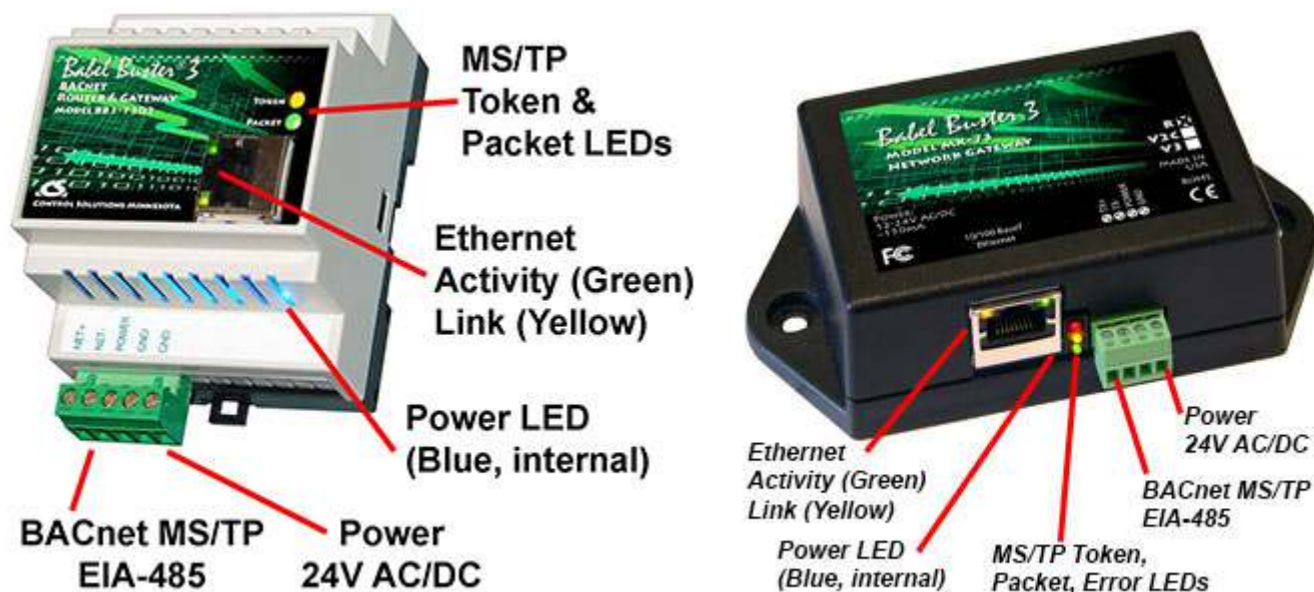 Babel Buster® 3
BACnet
Router & Gateway
Token
Packet
Control Solutions Minnesota
NET+
NET-
POWER
GND
GND
MS/TP
Token &
Packet LEDs
Ethernet
Activity (Green)
Link (Yellow)
Power LED
(Blue, internal)
BACnet MS/TP
EIA-485
Power
24V AC/DC
Babel Buster 3
Network Gateway
V2C
V3
MADE IN
USA
RoHS
CE
Power:
12-24V AC/DC
10/100 BaseT
Ethernet
POWER
GND
FC
Ethernet
Activity (Green)
Link (Yellow)
Power LED
(Blue, internal)
MS/TP Token,
Packet, Error LEDs
BACnet MS/TP
EIA-485
Power
24V AC/DC